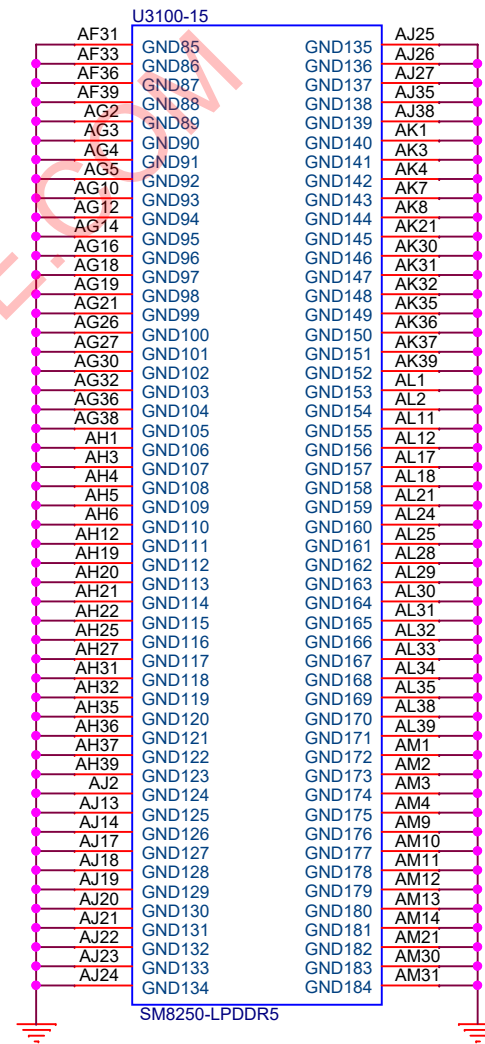 U3100-15
AF31 GND85 GND135 AJ25
AF33 GND86 GND136 AJ26
AF36 GND87 GND137 AJ27
AF39 GND88 GND138 AJ35
AG2 GND89 GND139 AJ38
AG3 GND90 GND140 AK1
AG4 GND91 GND141 AK3
AG5 GND92 GND142 AK4
AG10 GND93 GND143 AK7
AG12 GND94 GND144 AK8
AG14 GND95 GND145 AK21
AG16 GND96 GND146 AK30
AG18 GND97 GND147 AK31
AG19 GND98 GND148 AK32
AG21 GND99 GND149 AK35
AG26 GND100 GND150 AK36
AG27 GND101 GND151 AK37
AG30 GND102 GND152 AK39
AG32 GND103 GND153 AL1
AG36 GND104 GND154 AL2
AG38 GND105 GND155 AL11
AH1 GND106 GND156 AL12
AH3 GND107 GND157 AL17
AH4 GND108 GND158 AL18
AH5 GND109 GND159 AL21
AH6 GND110 GND160 AL24
AH12 GND111 GND161 AL25
AH19 GND112 GND162 AL28
AH20 GND113 GND163 AL29
AH21 GND114 GND164 AL30
AH22 GND115 GND165 AL31
AH25 GND116 GND166 AL32
AH27 GND117 GND167 AL33
AH31 GND118 GND168 AL34
AH32 GND119 GND169 AL35
AH35 GND120 GND170 AL38
AH36 GND121 GND171 AL39
AH37 GND122 GND172 AM1
AH39 GND123 GND173 AM2
AJ2 GND124 GND174 AM3
AJ13 GND125 GND175 AM4
AJ14 GND126 GND176 AM9
AJ17 GND127 GND177 AM10
AJ18 GND128 GND178 AM11
AJ19 GND129 GND179 AM12
AJ20 GND130 GND180 AM13
AJ21 GND131 GND181 AM14
AJ22 GND132 GND182 AM21
AJ23 GND133 GND183 AM30
AJ24 GND134 GND184 AM31
SM8250-LPDDR5
E.COM